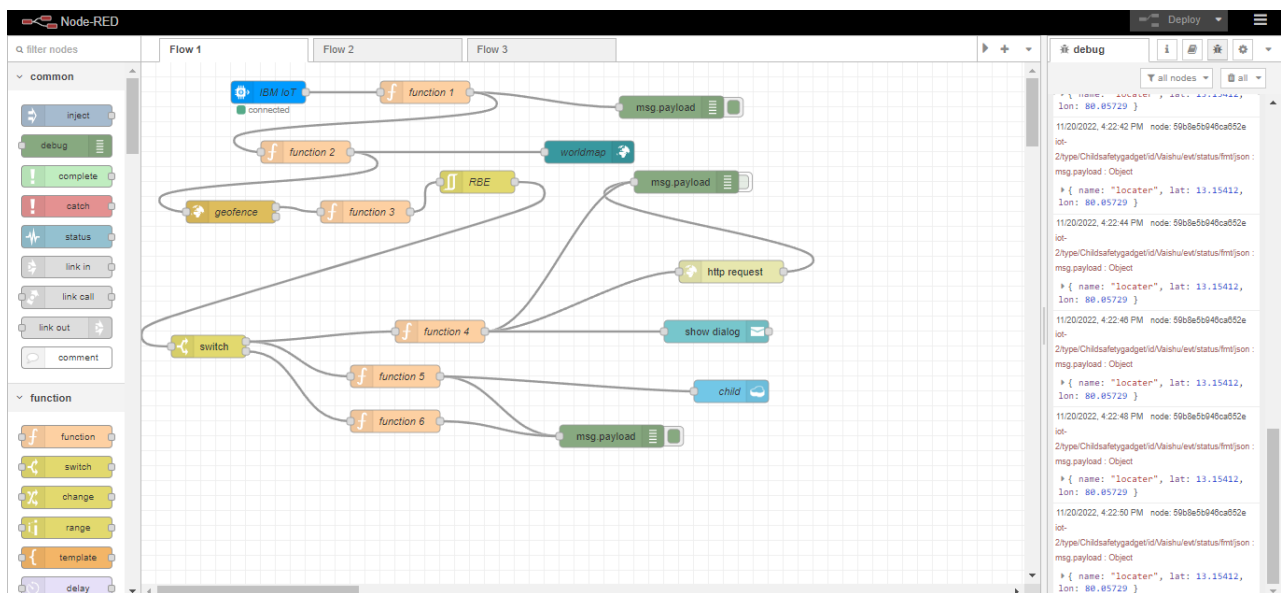 Node-RED
Deploy
filter nodes
Flow 1
Flow 2
Flow 3
debug
i
all nodes
all
common
inject
debug
complete
catch
status
link in
link call
link out
comment
function
function
switch
change
range
template
delay
IBM IoT
connected
function 1
msg.payload
function 2
worldmap
RBE
msg.payload
geofence
function 3
http request
function 4
show dialog
switch
function 5
child
function 6
msg.payload
{ name: "locater", lat: 13.15412,
lon: 80.05729 }
11/20/2022, 4:22:42 PM node: 59b8e5b946ca652e
iot-
2/type/Childsafetygadget/id/Vaishu/evt/status/fmt/json :
msg.payload : Object
{ name: "locater", lat: 13.15412,
lon: 80.05729 }
11/20/2022, 4:22:44 PM node: 59b8e5b946ca652e
iot-
2/type/Childsafetygadget/id/Vaishu/evt/status/fmt/json :
msg.payload : Object
{ name: "locater", lat: 13.15412,
lon: 80.05729 }
11/20/2022, 4:22:46 PM node: 59b8e5b946ca652e
iot-
2/type/Childsafetygadget/id/Vaishu/evt/status/fmt/json :
msg.payload : Object
{ name: "locater", lat: 13.15412,
lon: 80.05729 }
11/20/2022, 4:22:48 PM node: 59b8e5b946ca652e
iot-
2/type/Childsafetygadget/id/Vaishu/evt/status/fmt/json :
msg.payload : Object
{ name: "locater", lat: 13.15412,
lon: 80.05729 }
11/20/2022, 4:22:50 PM node: 59b8e5b946ca652e
iot-
2/type/Childsafetygadget/id/Vaishu/evt/status/fmt/json :
msg.payload : Object
{ name: "locater", lat: 13.15412,
lon: 80.05729 }